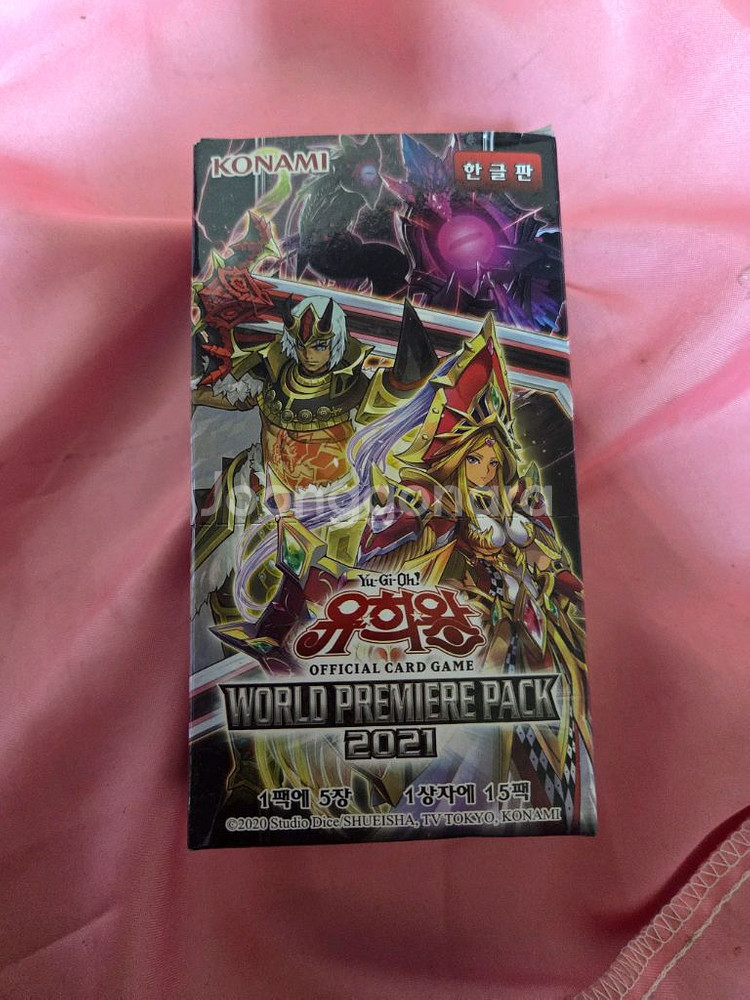 KONAMI
한글판
Joonggonara
Yu-Gi-Oh!
유희왕
OFFICIAL CARD GAME
WORLD PREMIERE PACK
2021
1팩에 5장 1상자에 15팩
©2020 Studio Dice/SHUEISHA, TV TOKYO, KONAMI